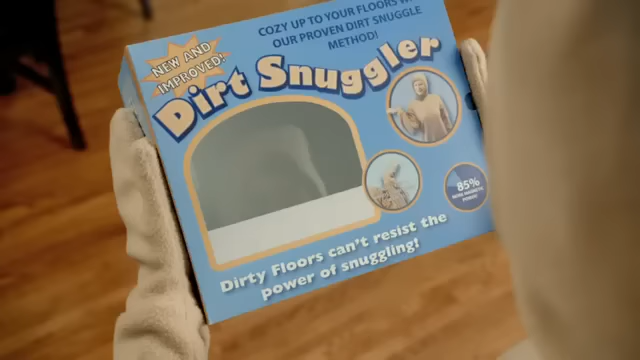 COZY UP TO YOUR FLOORS
OUR PROVEN DIRT SNUGGLE
METHOD!
NEW AND
IMPROVED!
Dirt Snuggler
85%
Dirty Floors can't resist the
power of snuggling!